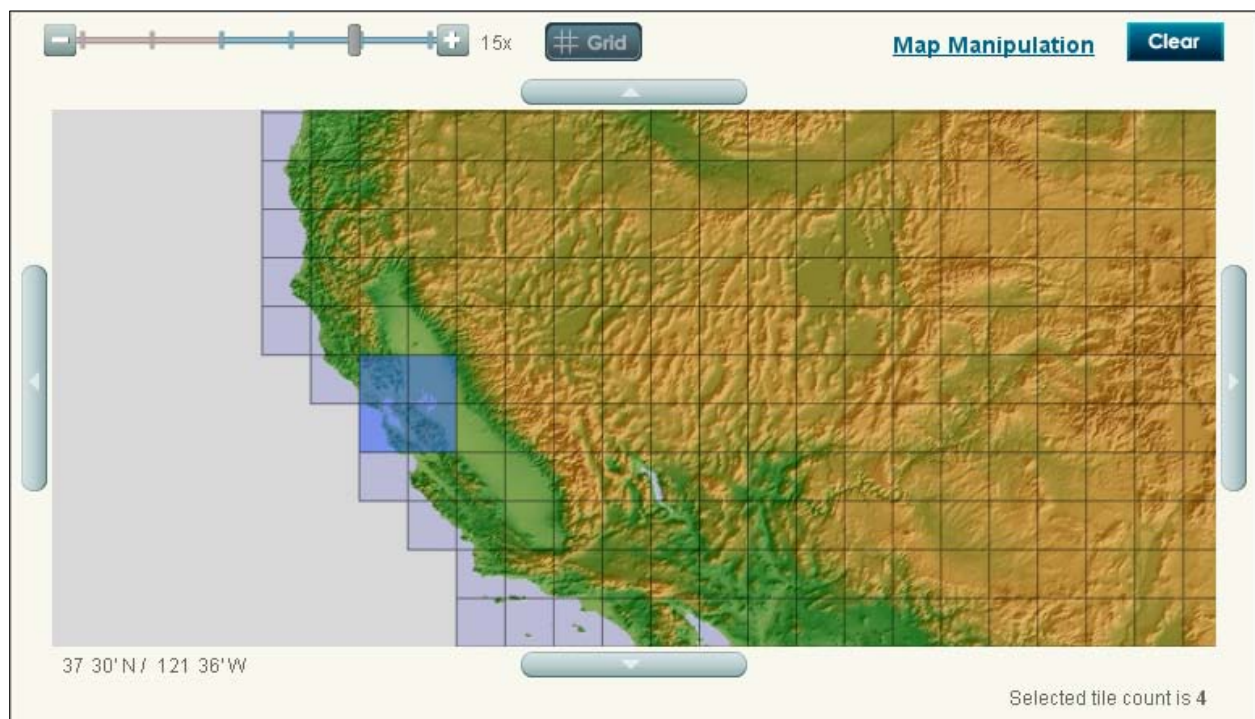 15x
Grid
Map Manipulation
Clear
37 30' N / 121 36' W
Selected tile count is 4